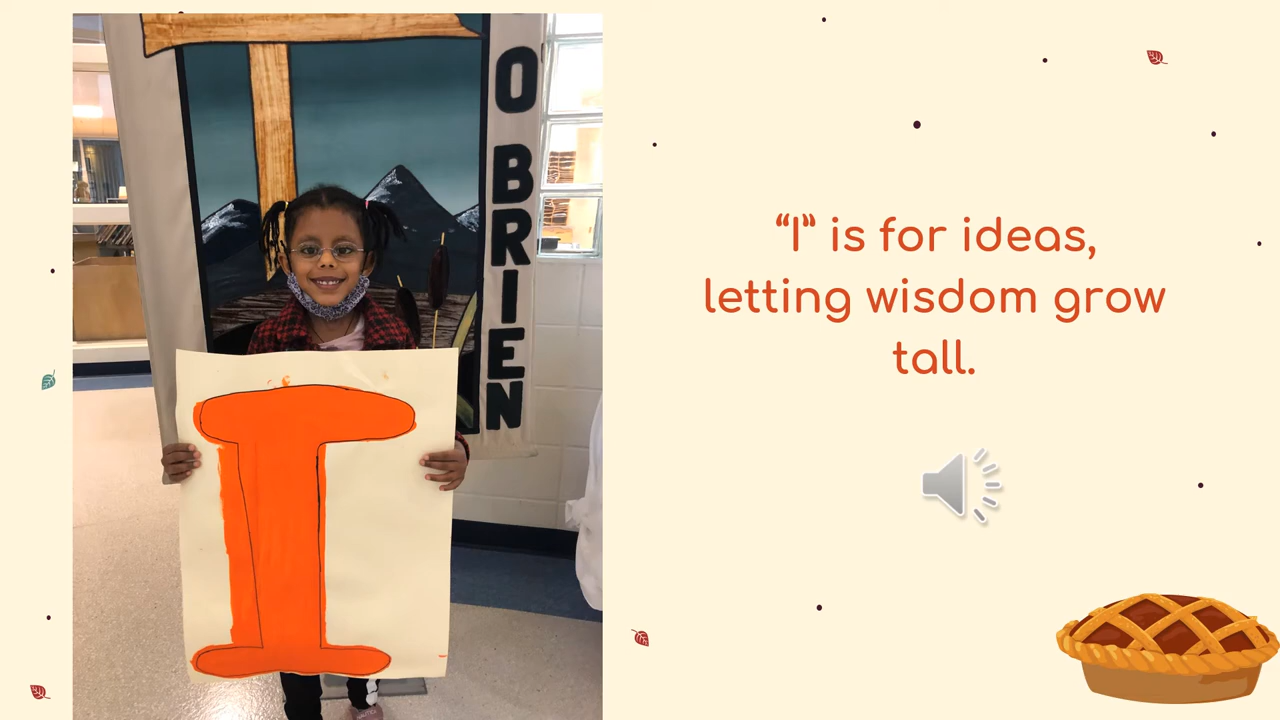 O BRIEN
I
“I” is for ideas,
letting wisdom grow
tall.